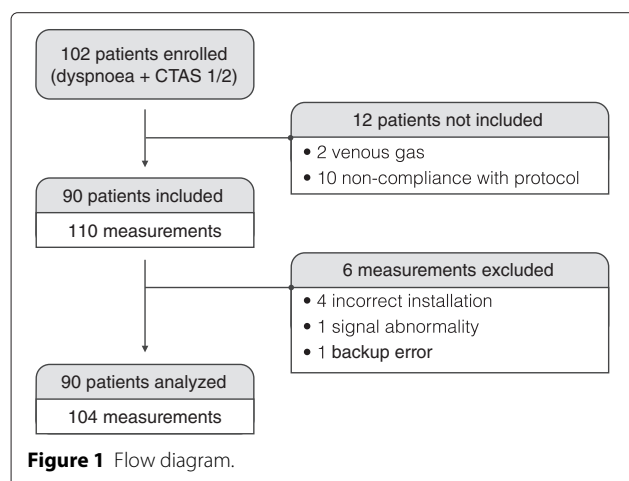 102 patients enrolled
(dyspnoea + CTAS 1/2)
12 patients not included
• 2 venous gas
• 10 non-compliance with protocol
90 patients included
110 measurements
6 measurements excluded
• 4 incorrect installation
• 1 signal abnormality
• 1 backup error
90 patients analyzed
104 measurements
Figure 1 Flow diagram.